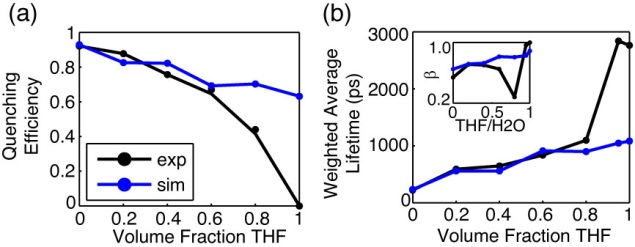 (a)
1
0.8
0.6
0.4
0.2
0
Quenching
Efficiency
exp
sim
0 0.2 0.4 0.6 0.8 1
Volume Fraction THF
(b)
3000
2000
1000
0
Weighted Average
Lifetime (ps)
1.0
0.2
β
0 0.5 1
THF/H2O
0 0.2 0.4 0.6 0.8 1
Volume Fraction THF